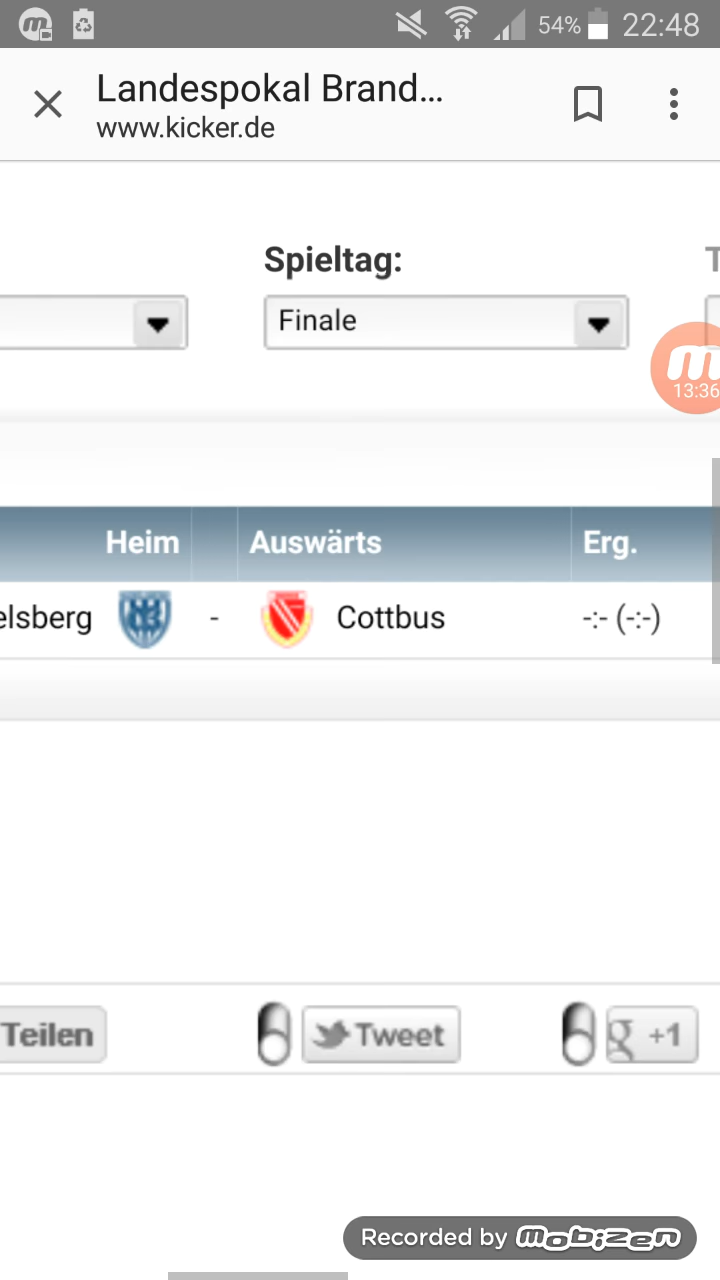 54% 22:48
Landespokal Brand...
www.kicker.de
Spieltag:
Finale
13:36
Heim Auswärts Erg.
elsberg - Cottbus -:- (-:-)
Teilen Tweet +1
Recorded by mobizen